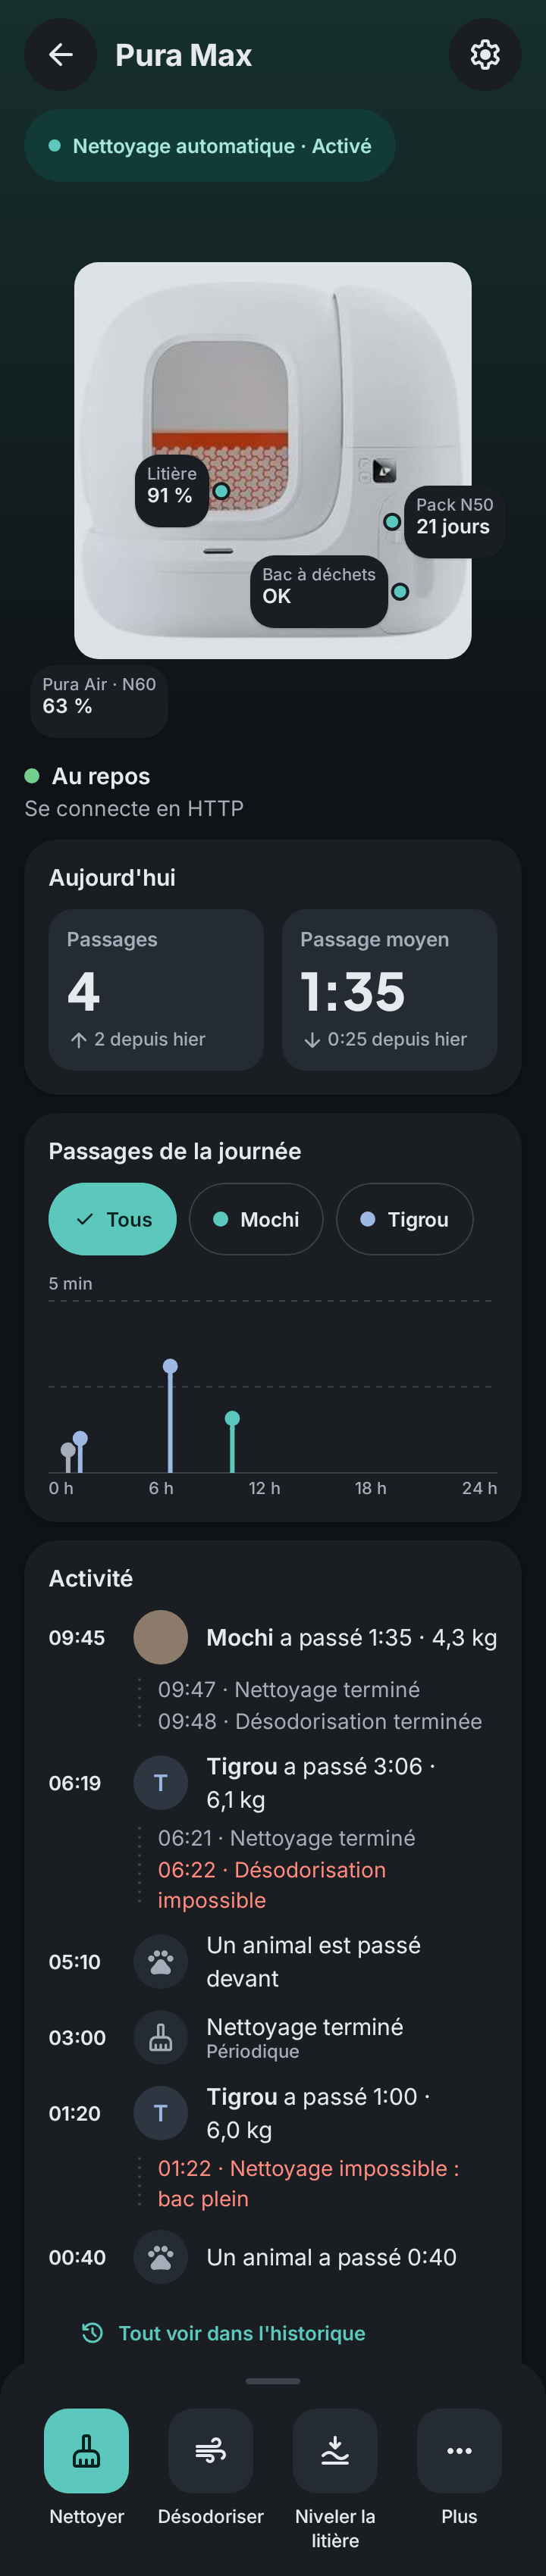 Pura Max
Nettoyage automatique · Activé
Litière
91 %
Pack N50
21 jours
Bac à déchets
OK
Pura Air · N60
63 %
Au repos
Se connecte en HTTP
Aujourd'hui
Passages
4
↑ 2 depuis hier
Passage moyen
1:35
↓ 0:25 depuis hier
Passages de la journée
Tous
Mochi
Tigrou
5 min
0 h
6 h
12 h
18 h
24 h
Activité
09:45
Mochi a passé 1:35 · 4,3 kg
09:47 · Nettoyage terminé
09:48 · Désodorisation terminée
06:19
T
Tigrou a passé 3:06 ·
6,1 kg
06:21 · Nettoyage terminé
06:22 · Désodorisation
impossible
05:10
Un animal est passé
devant
03:00
Nettoyage terminé
Périodique
01:20
T
Tigrou a passé 1:00 ·
6,0 kg
01:22 · Nettoyage impossible :
bac plein
00:40
Un animal a passé 0:40
Tout voir dans l'historique
Nettoyer
Désodoriser
Niveler la
litière
Plus